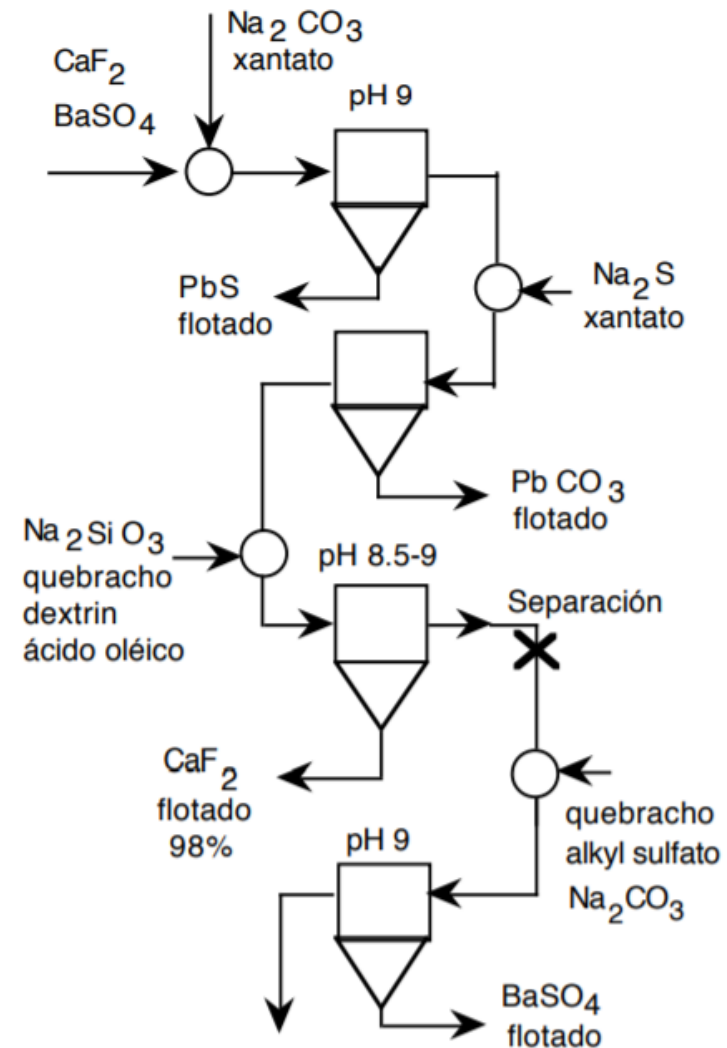 Na2CO3
xantato
CaF2
BaSO4
pH 9
PbS
flotado
Na2S
xantato
PbCO3
flotado
Na2SiO3
quebracho
dextrin
ácido oléico
pH 8.5-9
Separación
CaF2
flotado
98%
quebracho
alkyl sulfato
Na2CO3
pH 9
BaSO4
flotado